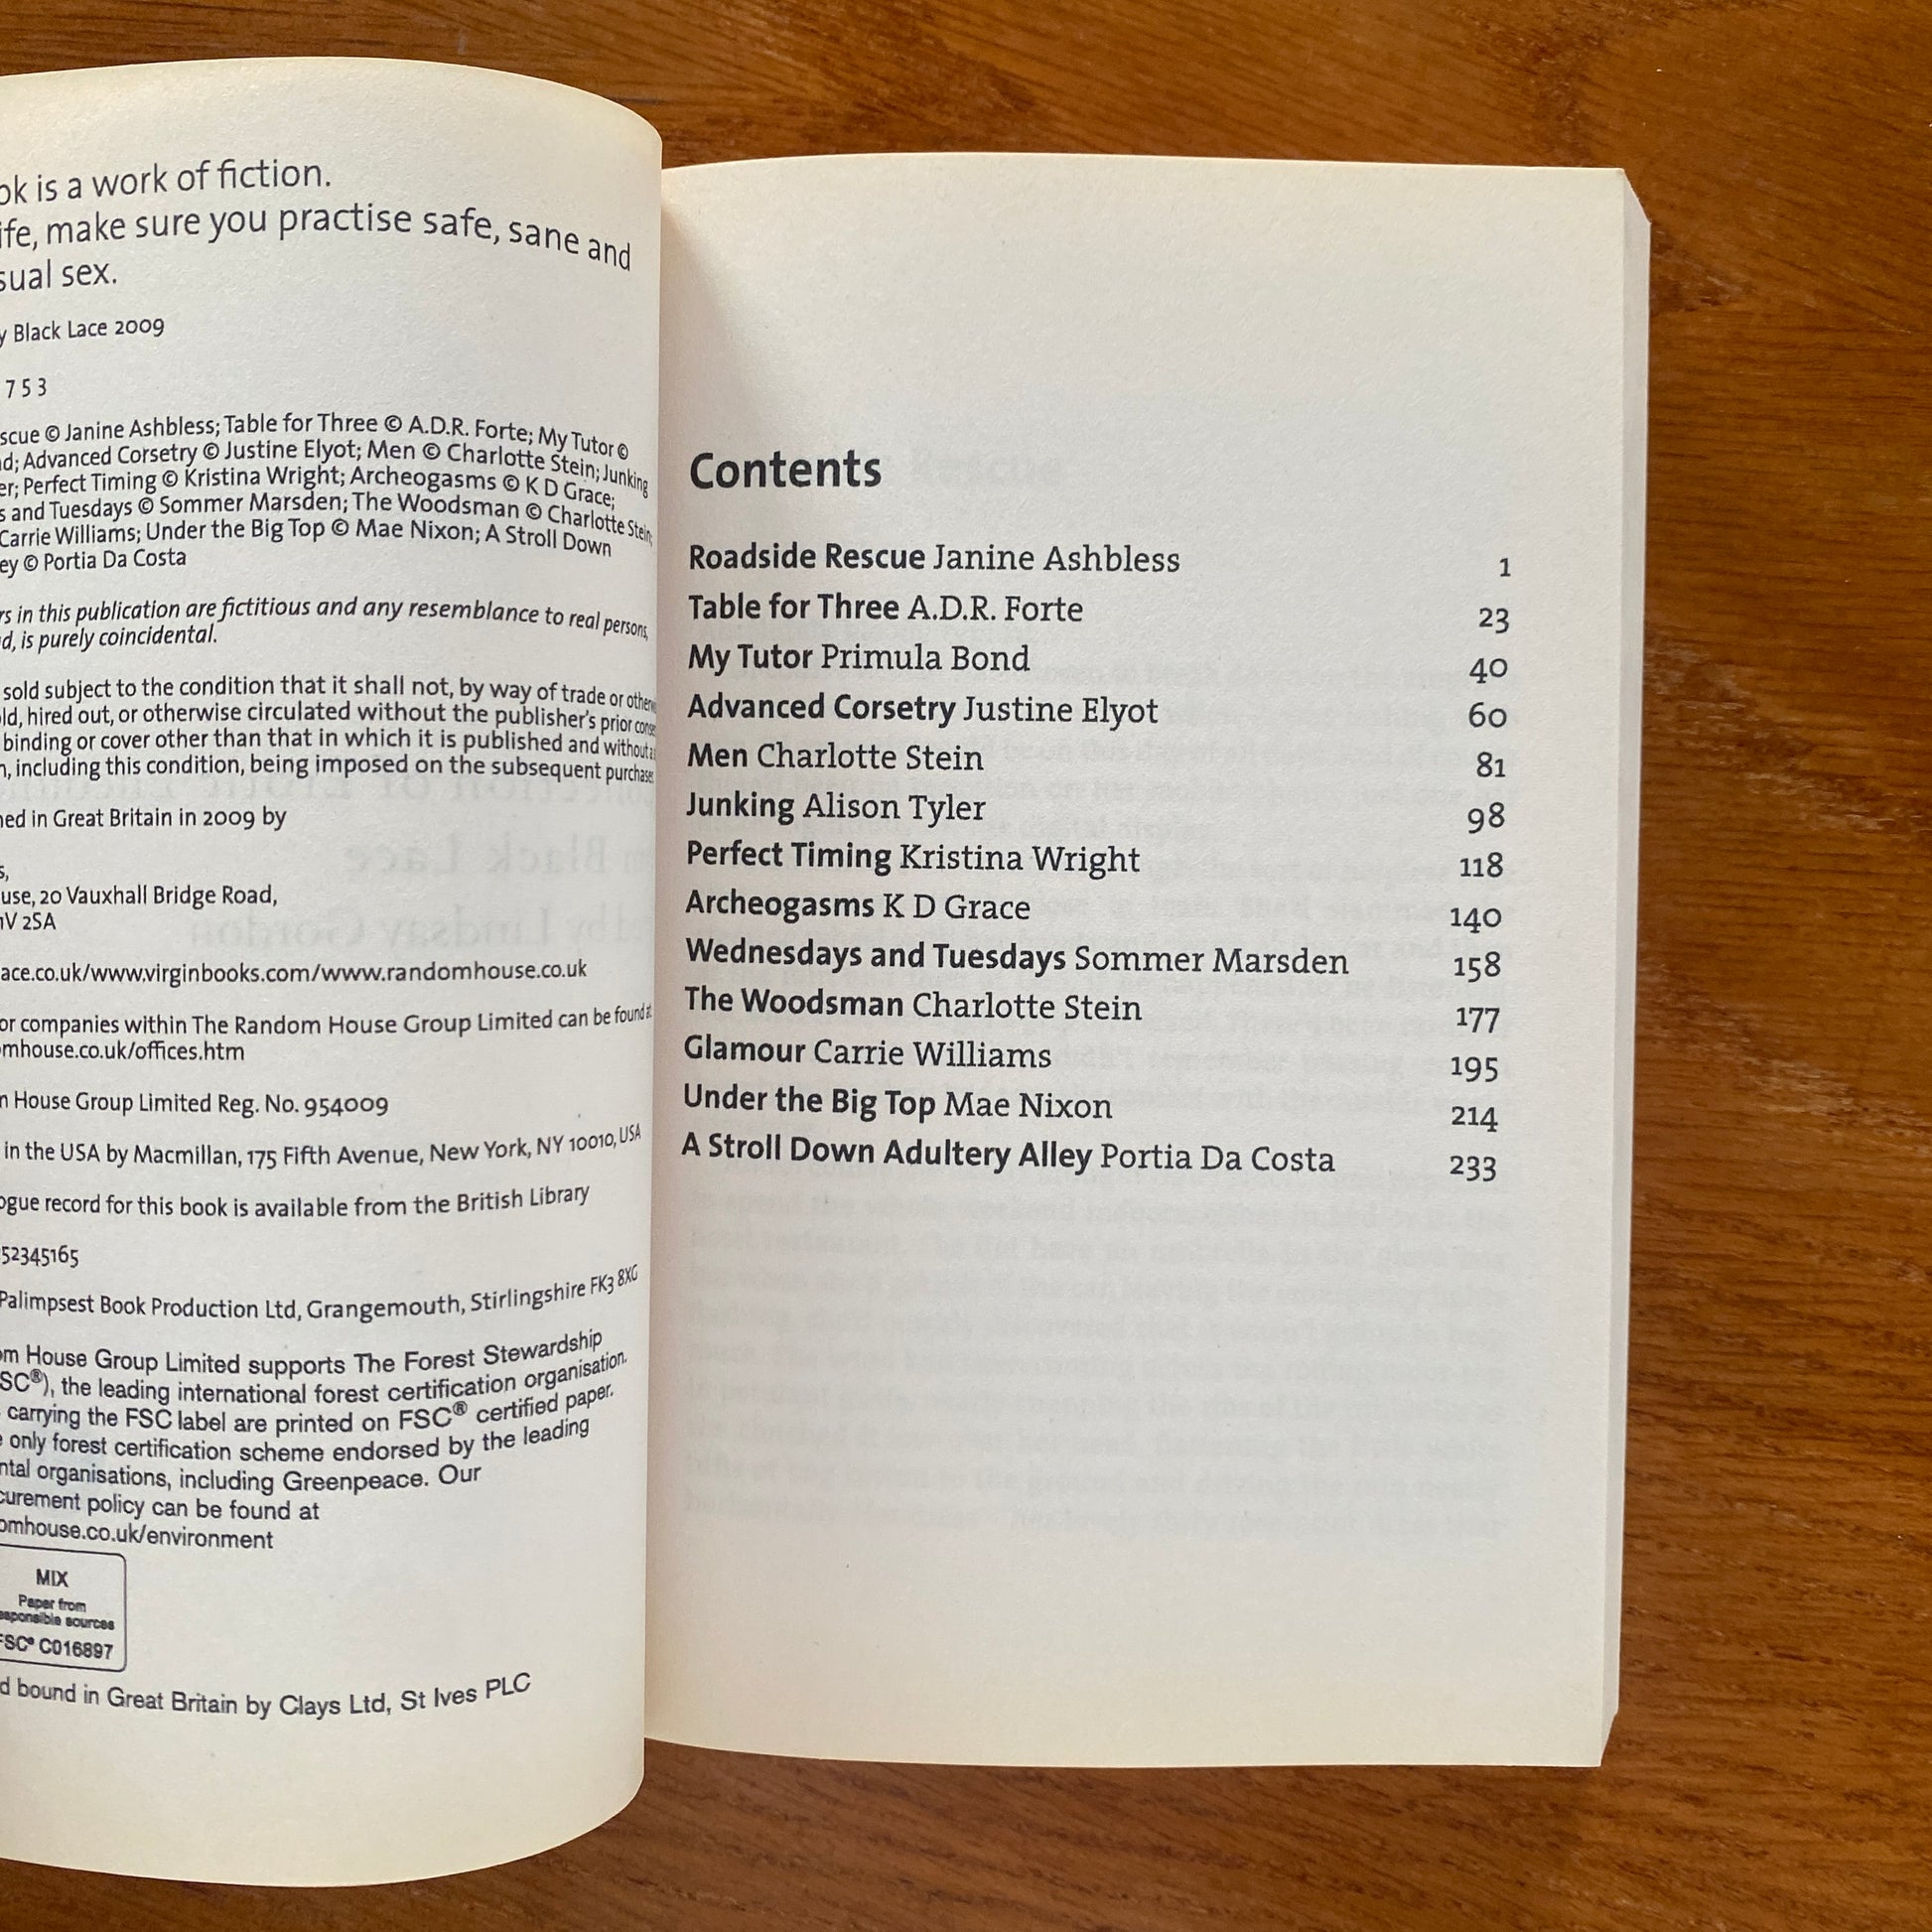 ok is a work of fiction.
ife, make sure you practise safe, sane and
sual sex.
y Black Lace 2009
7 5 3
scue © Janine Ashbless; Table for Three © A.D.R. Forte; My Tutor ©
d; Advanced Corsetry © Justine Elyot; Men © Charlotte Stein; Junking
er; Perfect Timing © Kristina Wright; Archeogasms © K D Grace;
s and Tuesdays © Sommer Marsden; The Woodsman © Charlotte Stein;
Carrie Williams; Under the Big Top © Mae Nixon; A Stroll Down
ey © Portia Da Costa
rs in this publication are fictitious and any resemblance to real persons,
d, is purely coincidental.
sold subject to the condition that it shall not, by way of trade or otherw
ld, hired out, or otherwise circulated without the publisher's prior conse
binding or cover other than that in which it is published and without a
n, including this condition, being imposed on the subsequent purchase
ned in Great Britain in 2009 by
s,
use, 20 Vauxhall Bridge Road,
V 2SA
ace.co.uk/www.virginbooks.com/www.randomhouse.co.uk
or companies within The Random House Group Limited can be found at
omhouse.co.uk/offices.htm
m House Group Limited Reg. No. 954009
in the USA by Macmillan, 175 Fifth Avenue, New York, NY 10010, USA
ogue record for this book is available from the British Library
52345165
Palimpsest Book Production Ltd, Grangemouth, Stirlingshire FK3 8XG
om House Group Limited supports The Forest Stewardship
SC®), the leading international forest certification organisation.
carrying the FSC label are printed on FSC® certified paper.
e only forest certification scheme endorsed by the leading
ntal organisations, including Greenpeace. Our
curement policy can be found at
omhouse.co.uk/environment
MIX
Paper from
esponsible sources
FSC® C016897
d bound in Great Britain by Clays Ltd, St Ives PLC
Contents
Roadside Rescue Janine Ashbless 1
Table for Three A.D.R. Forte 23
My Tutor Primula Bond 40
Advanced Corsetry Justine Elyot 60
Men Charlotte Stein 81
Junking Alison Tyler 98
Perfect Timing Kristina Wright 118
Archeogasms K D Grace 140
Wednesdays and Tuesdays Sommer Marsden 158
The Woodsman Charlotte Stein 177
Glamour Carrie Williams 195
Under the Big Top Mae Nixon 214
A Stroll Down Adultery Alley Portia Da Costa 233